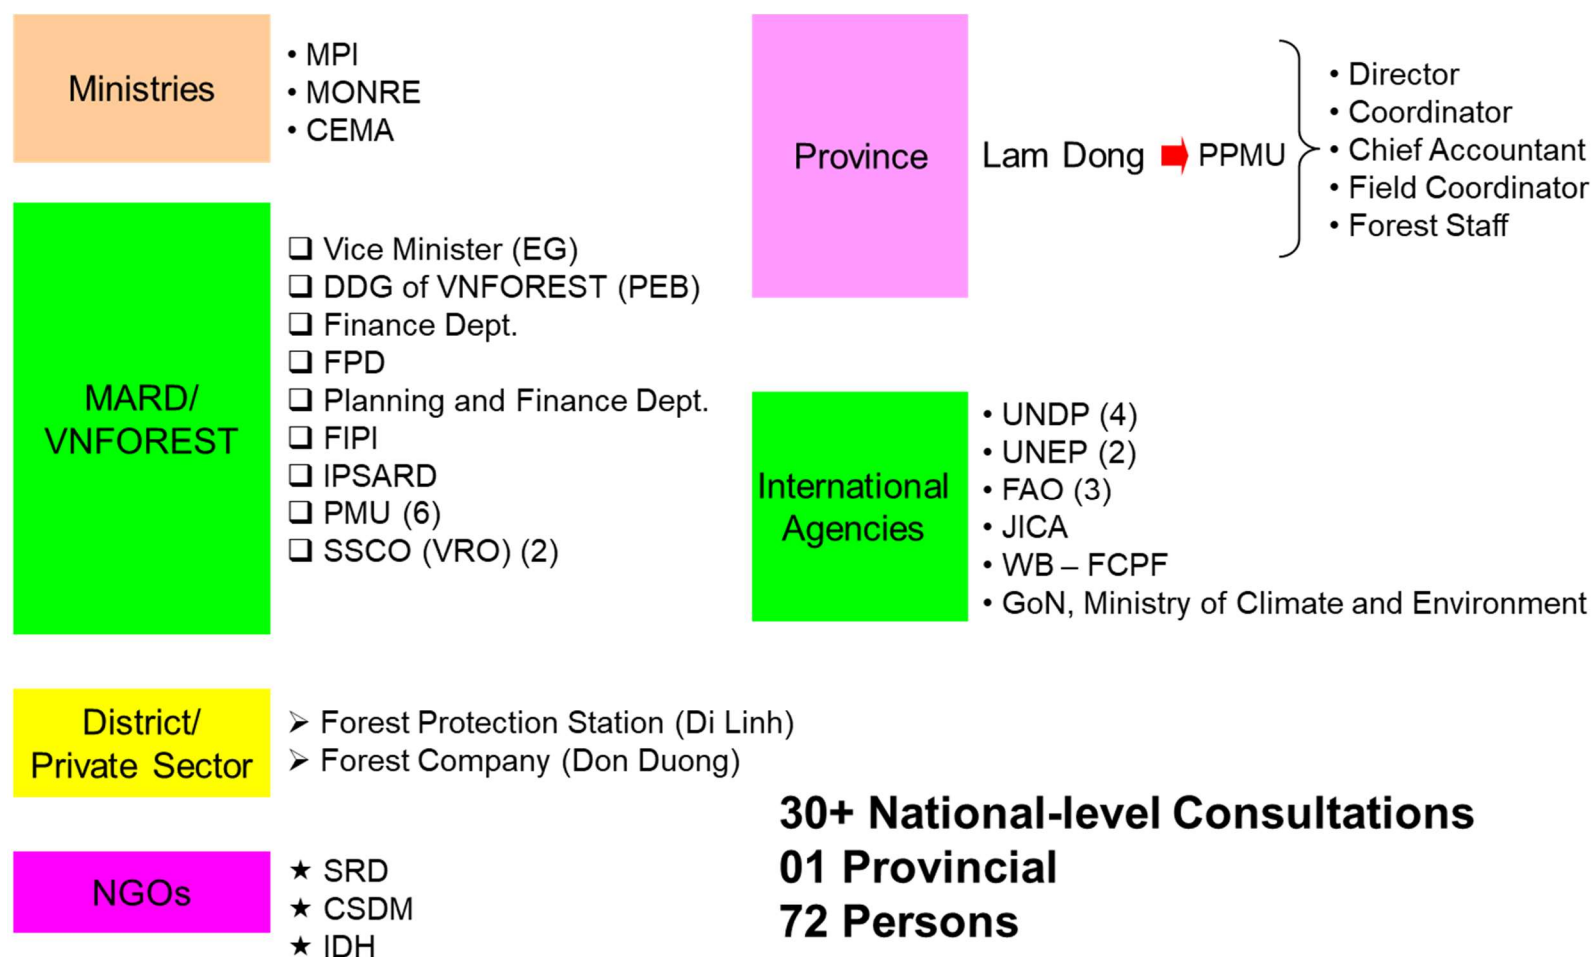 Ministries
• MPI
• MONRE
• CEMA
MARD/
VNFOREST
❑ Vice Minister (EG)
❑ DDG of VNFOREST (PEB)
❑ Finance Dept.
❑ FPD
❑ Planning and Finance Dept.
❑ FIPI
❑ IPSARD
❑ PMU (6)
❑ SSCO (VRO) (2)
District/
Private Sector
➢ Forest Protection Station (Di Linh)
➢ Forest Company (Don Duong)
NGOs
★ SRD
★ CSDM
★ IDH
Province
Lam Dong
PPMU
• Director
• Coordinator
• Chief Accountant
• Field Coordinator
• Forest Staff
International
Agencies
• UNDP (4)
• UNEP (2)
• FAO (3)
• JICA
• WB – FCPF
• GoN, Ministry of Climate and Environment
30+ National-level Consultations
01 Provincial
72 Persons